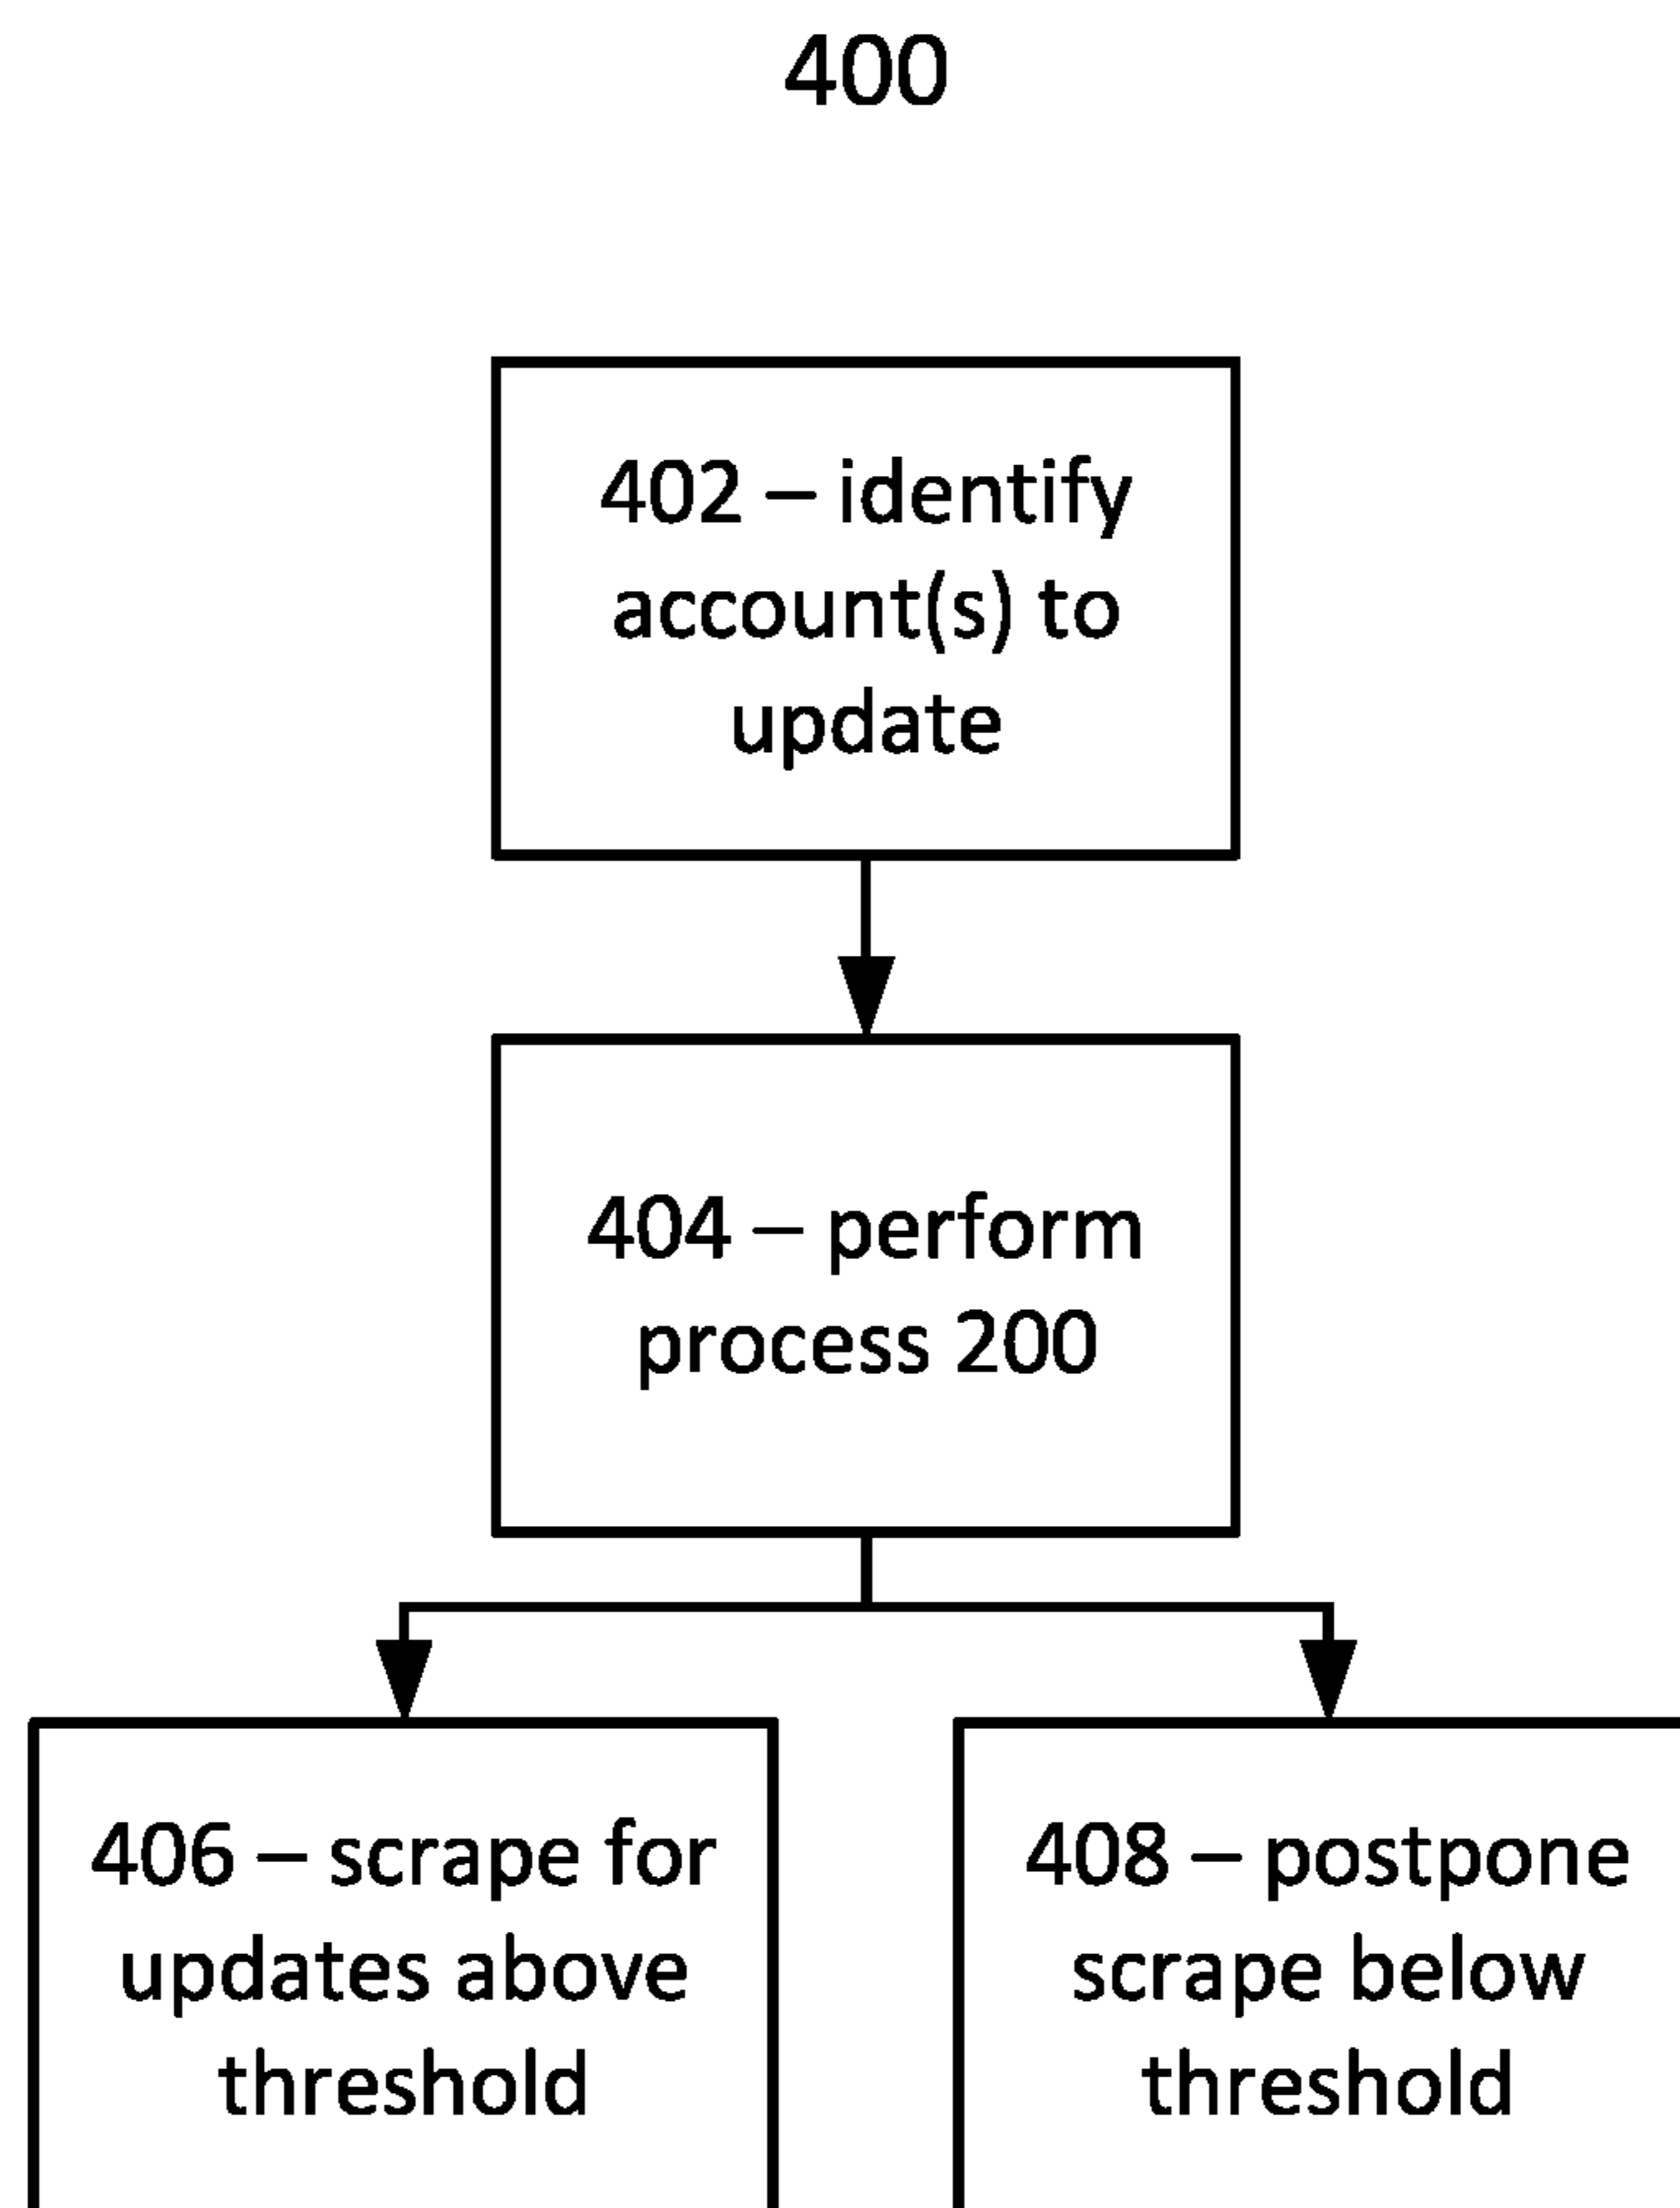 400
402 – identify
account(s) to
update
404 – perform
process 200
406 – scrape for
updates above
threshold
408 – postpone
scrape below
threshold